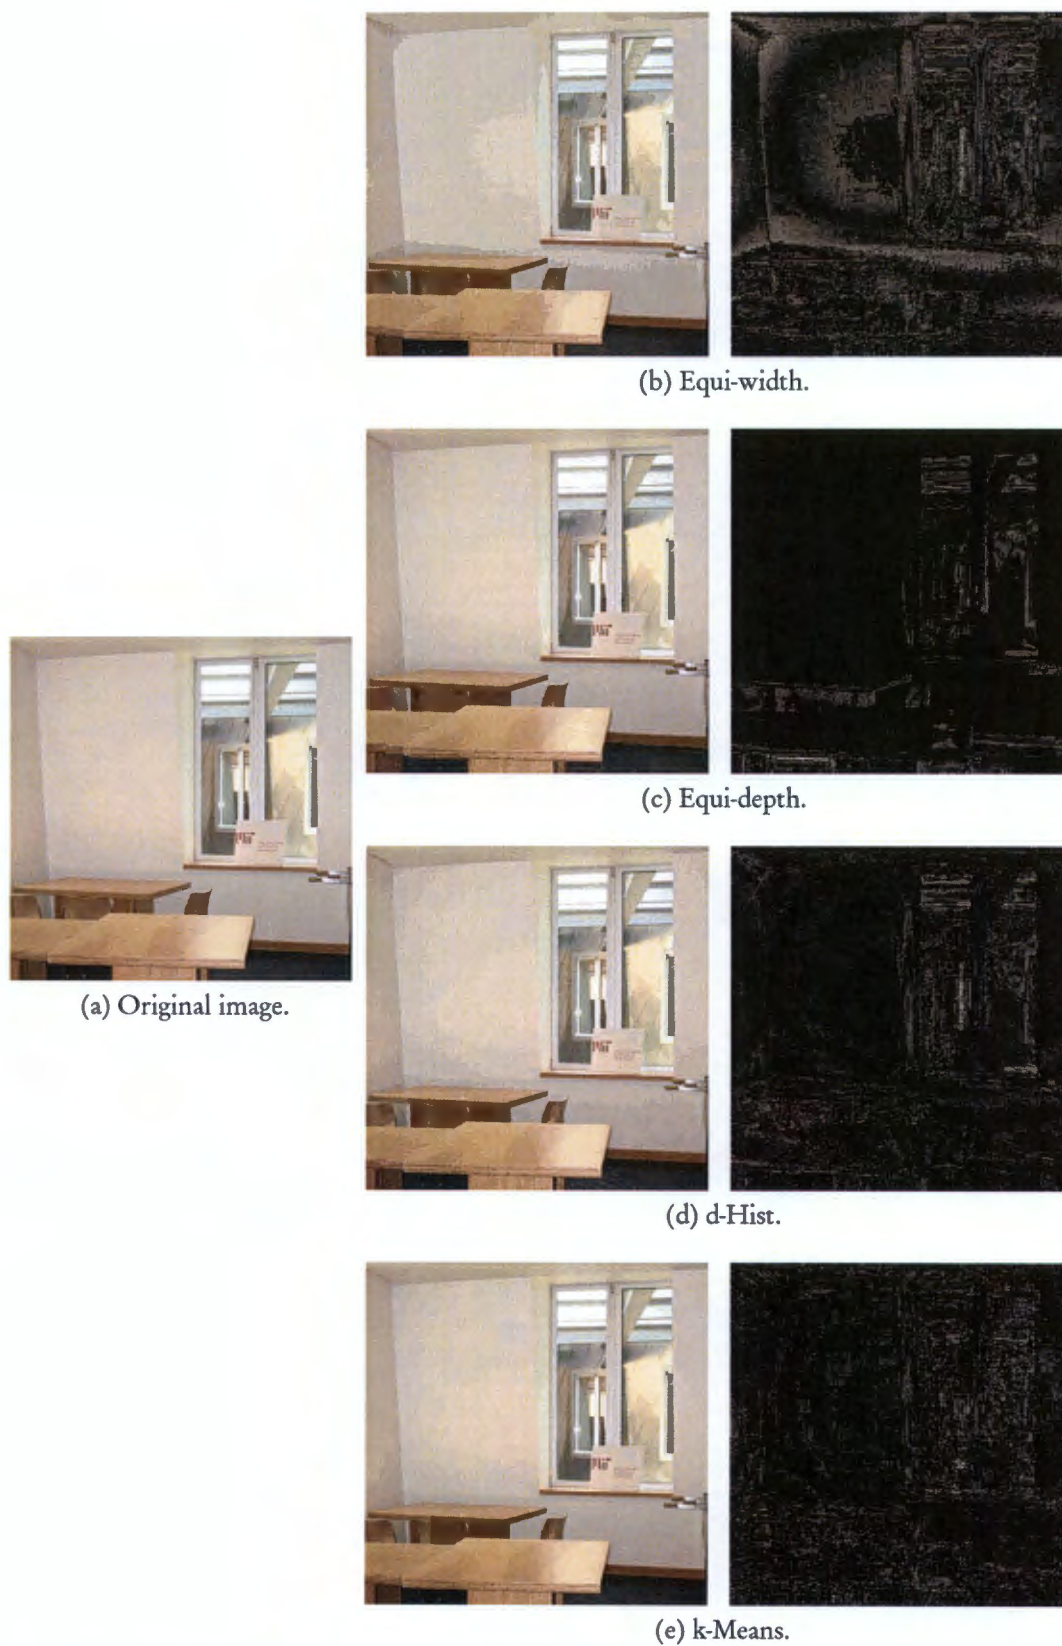 (b) Equi-width.
(c) Equi-depth.
(a) Original image.
(d) d-Hist.
(e) k-Means.